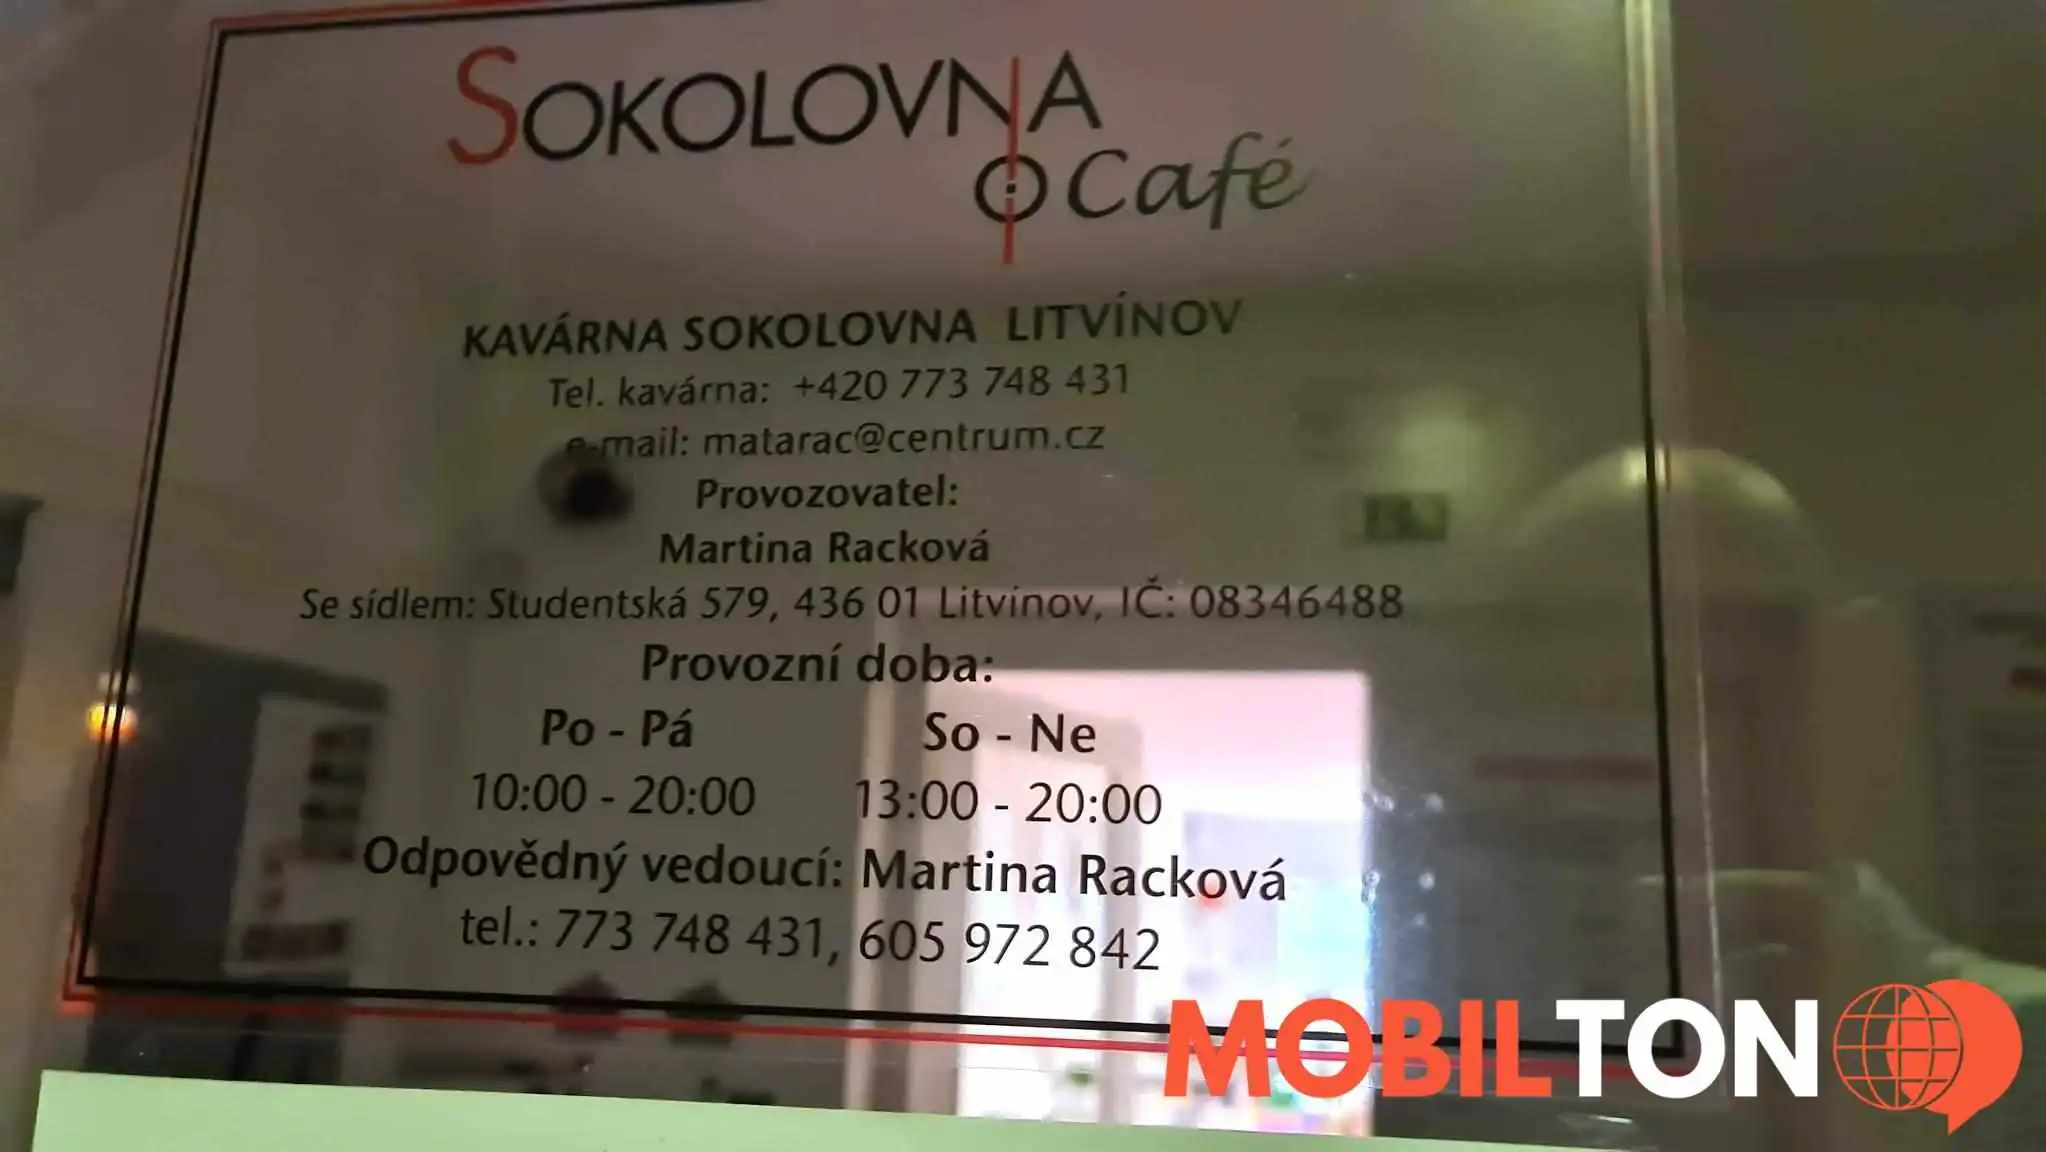 SOKOLOVNA
Café
KAVÁRNA SOKOLOVNA LITVÍNOV
Tel. kavárna: +420 773 748 431
e-mail: matarac@centrum.cz
Provozovatel:
Martina Racková
Se sídlem: Studentská 579, 436 01 Litvínov, IČ: 08346488
Provozní doba:
Po - Pá So - Ne
10:00 - 20:00 13:00 - 20:00
Odpovědný vedoucí: Martina Racková
tel.: 773 748 431, 605 972 842
MOBILTON